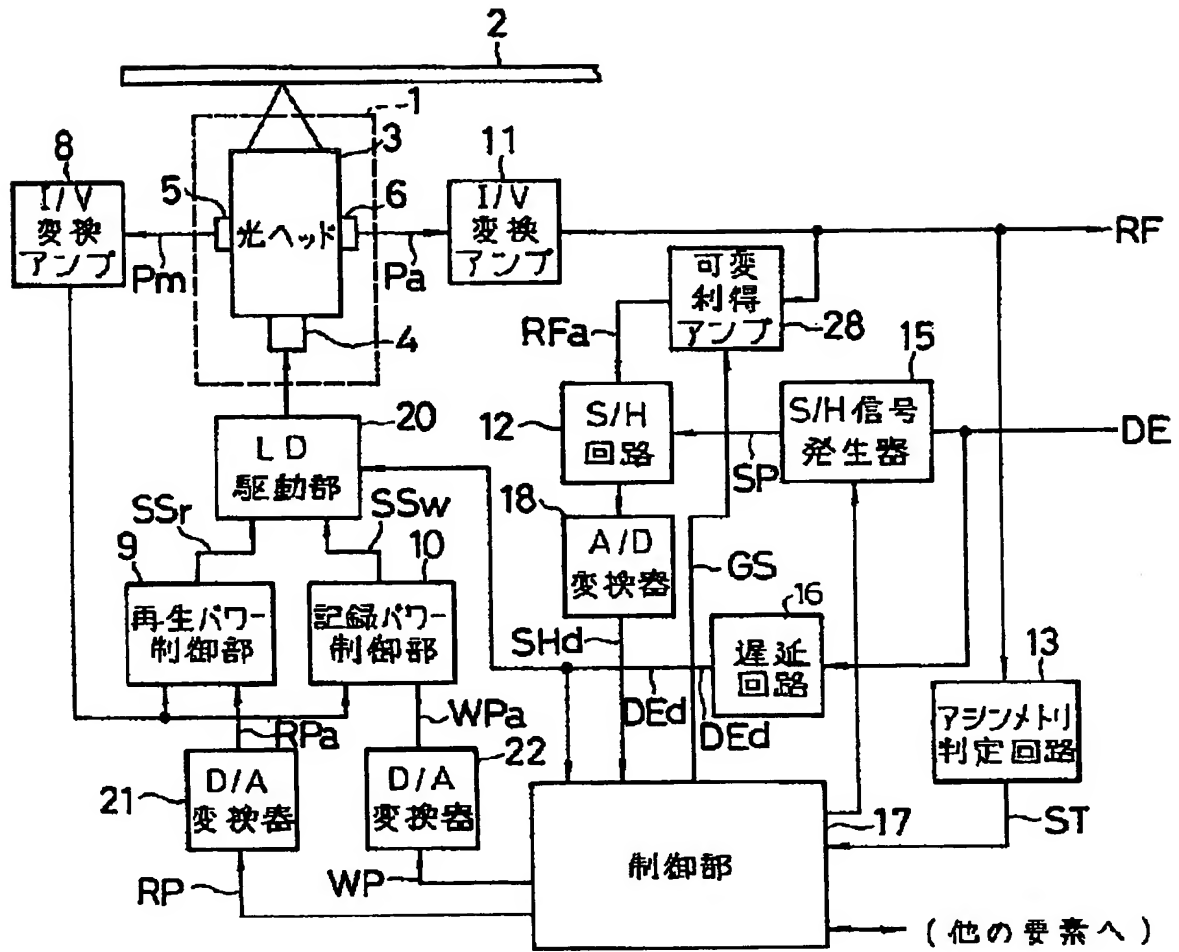 2
1
3
8
I/V
変換
アンプ
5
光ヘッド
6
11
I/V
変換
アンプ
Pm
Pa
4
RF
可変
利得
アンプ
28
RFa
15
S/H信号
発生器
DE
12
S/H
回路
SP
20
LD
駆動部
SSr
SSw
18
A/D
変換器
GS
9
再生パワー
制御部
10
記録パワー
制御部
SHd
16
遅延
回路
DEd
DEd
13
アシンメトリ
判定回路
RPa
WPa
21
D/A
変換器
22
D/A
変換器
17
ST
制御部
RP
WP
(他の要素へ)